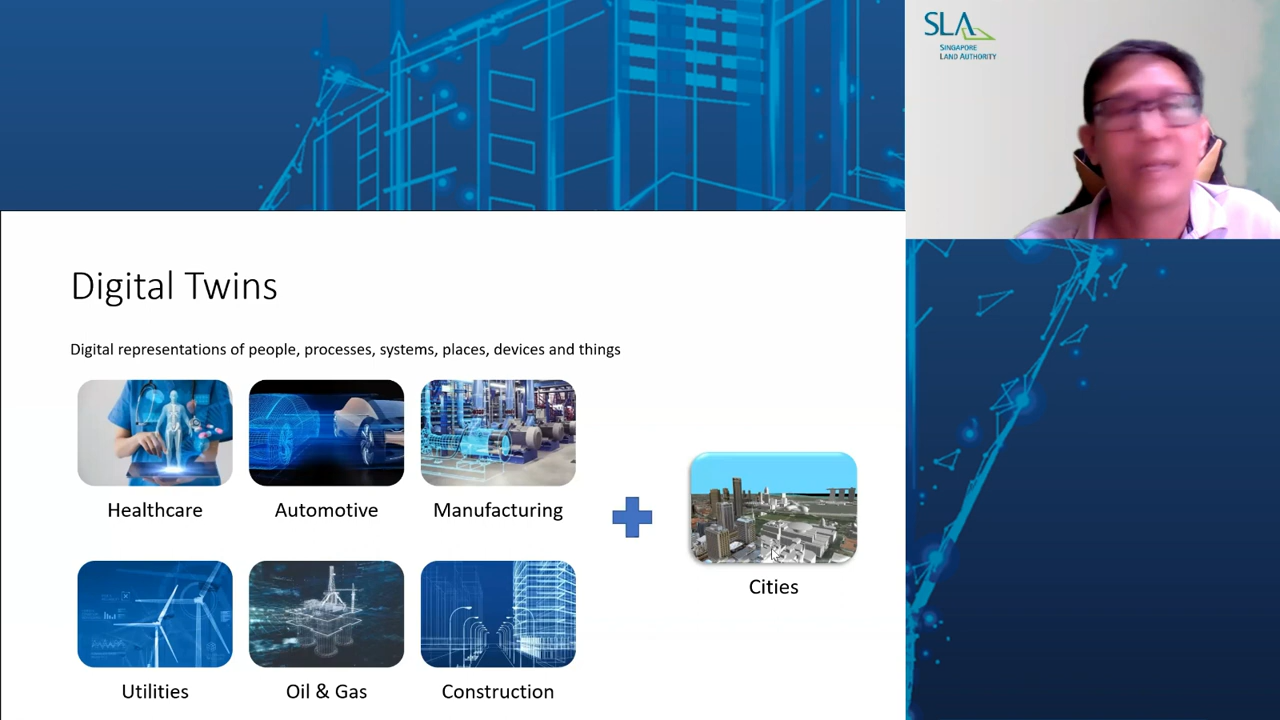 SLA
SINGAPORE
LAND AUTHORITY
Digital Twins
Digital representations of people, processes, systems, places, devices and things
Healthcare
Automotive
Manufacturing
Cities
Utilities
Oil & Gas
Construction